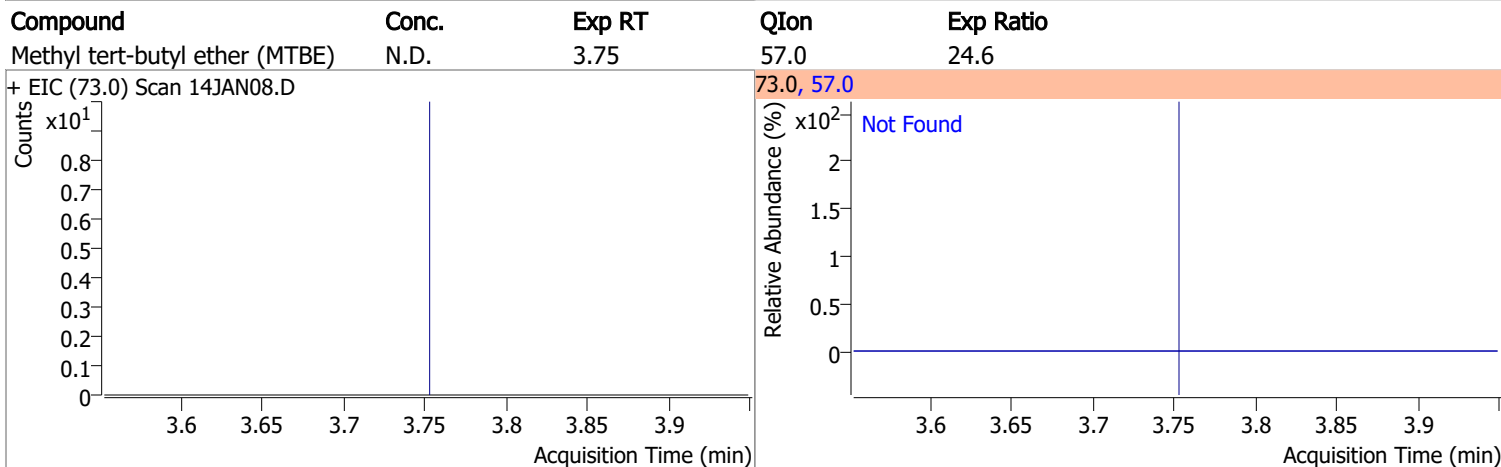 Compound Conc. Exp RT QIon Exp Ratio
Methyl tert-butyl ether (MTBE) N.D. 3.75 57.0 24.6
+ EIC (73.0) Scan 14JAN08.D
Counts
x10¹
0.8
0.7
0.6
0.5
0.4
0.3
0.2
0.1
0
3.6 3.65 3.7 3.75 3.8 3.85 3.9
Acquisition Time (min)
73.0, 57.0
Relative Abundance (%)
x10²
Not Found
2
1.5
1
0.5
0
3.6 3.65 3.7 3.75 3.8 3.85 3.9
Acquisition Time (min)